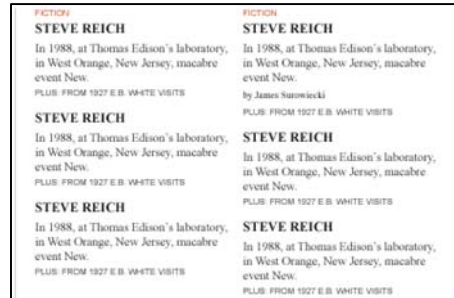 FICTION
STEVE REICH
In 1988, at Thomas Edison's laboratory,
in West Orange, New Jersey, macabre
event New.
PLUS: FROM 1927 E.B. WHITE VISITS
STEVE REICH
In 1988, at Thomas Edison's laboratory,
in West Orange, New Jersey, macabre
event New.
PLUS: FROM 1927 E.B. WHITE VISITS
STEVE REICH
In 1988, at Thomas Edison's laboratory,
in West Orange, New Jersey, macabre
event New.
PLUS: FROM 1927 E.B. WHITE VISITS
FICTION
STEVE REICH
In 1988, at Thomas Edison's laboratory,
in West Orange, New Jersey, macabre
event New.
by James Surowiecki
PLUS: FROM 1927 E.B. WHITE VISITS
STEVE REICH
In 1988, at Thomas Edison's laboratory,
in West Orange, New Jersey, macabre
event New.
PLUS: FROM 1927 E.B. WHITE VISITS
STEVE REICH
In 1988, at Thomas Edison's laboratory,
in West Orange, New Jersey, macabre
event New.
PLUS: FROM 1927 E.B. WHITE VISITS